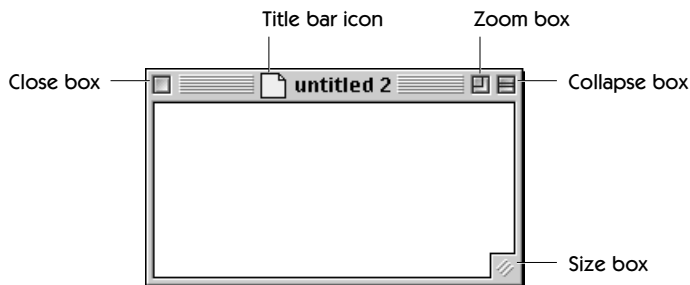 Title bar icon
Zoom box
Close box
untitled 2
Collapse box
Size box